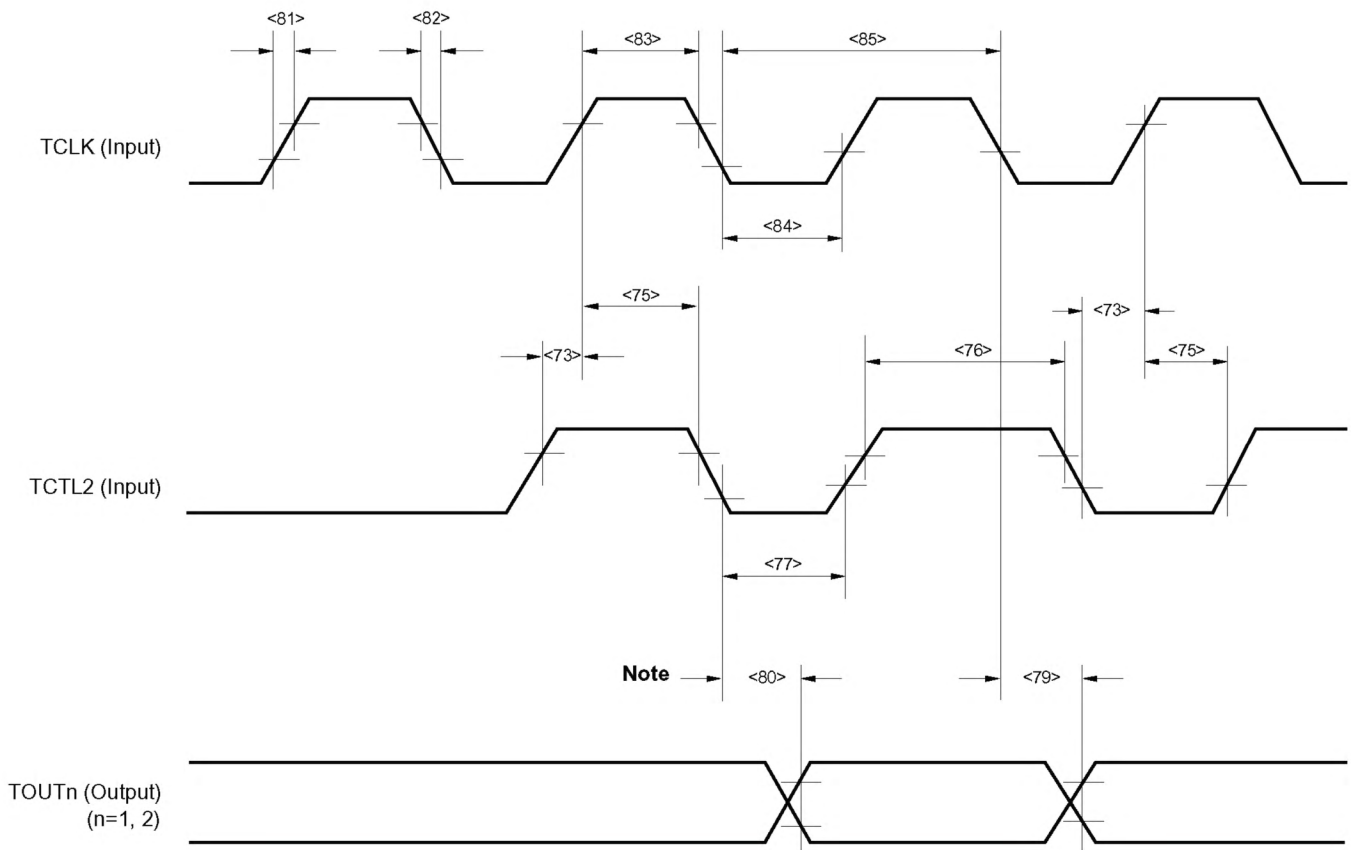 <81>
<82>
<83>
<85>
TCLK (Input)
<84>
<75>
<73>
<73>
<76>
<75>
TCTL2 (Input)
<77>
Note
<80>
<79>
TOUTn (Output)
(n=1, 2)